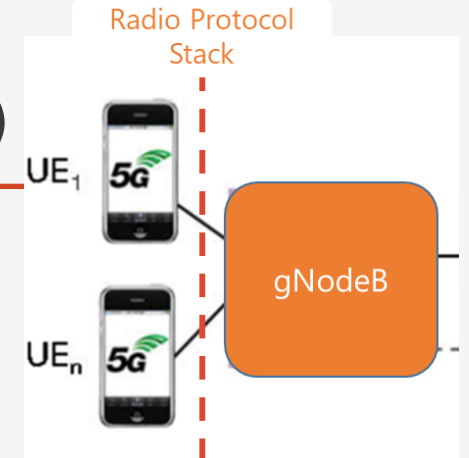 Radio Protocol
Stack
UE₁
5G
gNodeB
UEₙ
5G